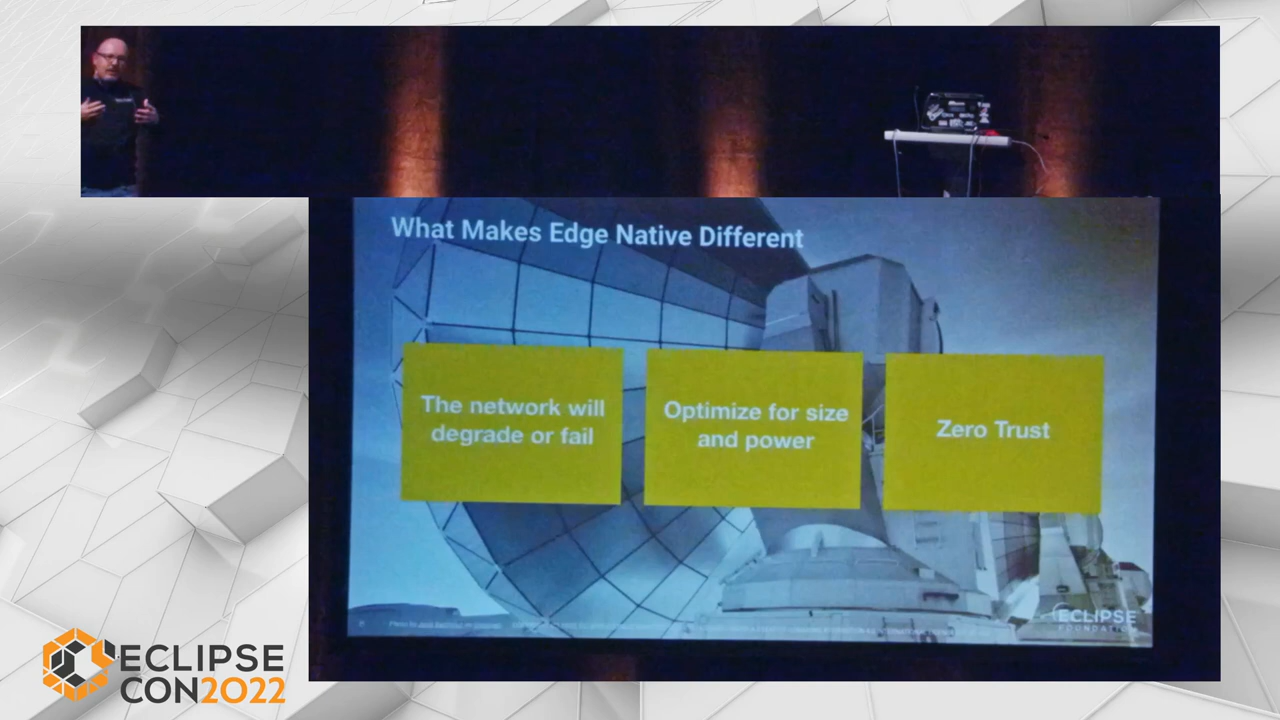 What Makes Edge Native Different
The network will
degrade or fail
Optimize for size
and power
Zero Trust
ECLIPSE
FOUNDATION
ECLIPSE
CON2022